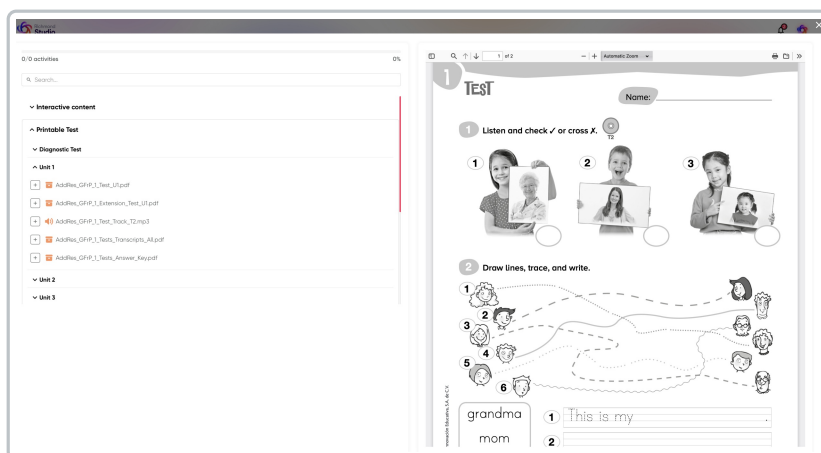 Richmond
Studio
0/0 activities 0%
Search...
Interactive content
Printable Test
Diagnostic Test
Unit 1
AddRes_GFrP_1_Test_U1.pdf
AddRes_GFrP_1_Extension_Test_U1.pdf
AddRes_GFrP_1_Test_Track_T2.mp3
AddRes_GFrP_1_Tests_Transcripts_All.pdf
AddRes_GFrP_1_Tests_Answer_Key.pdf
Unit 2
Unit 3
1 of 2
Automatic Zoom
1 TEST
Name:
1 Listen and check ✓ or cross ✗.
T2
1 2 3
2 Draw lines, trace, and write.
1
2
3
4
5
6
grandma
mom
1 This is my .
2
Educativa, S.A. de C.V.